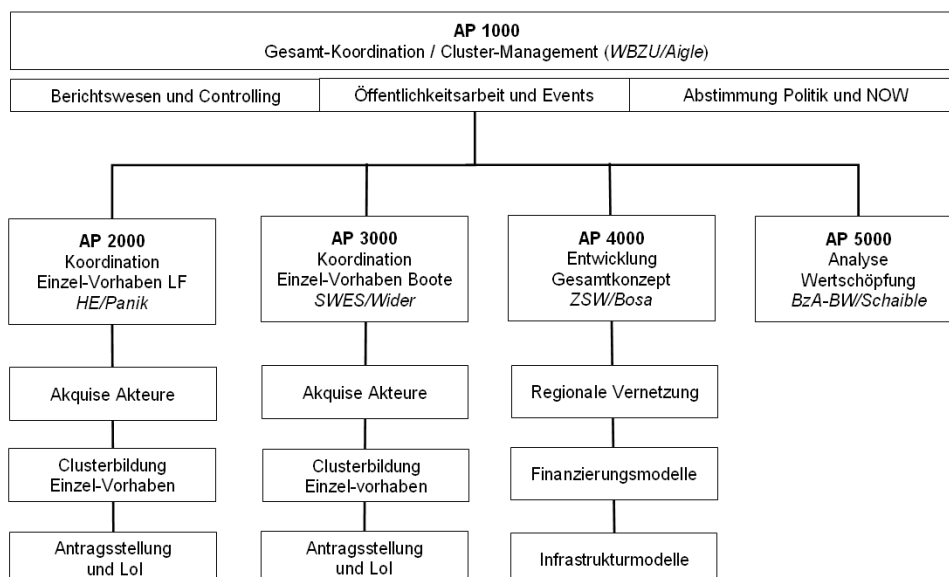 AP 1000
Gesamt-Koordination / Cluster-Management (WBZU/Aigle)
Berichtswesen und Controlling
Öffentlichkeitsarbeit und Events
Abstimmung Politik und NOW
AP 2000
Koordination
Einzel-Vorhaben LF
HE/Panik
Akquise Akteure
Clusterbildung
Einzel-Vorhaben
Antragsstellung
und LoI
AP 3000
Koordination
Einzel-Vorhaben Boote
SWES/Wider
Akquise Akteure
Clusterbildung
Einzel-vorhaben
Antragsstellung
und LoI
AP 4000
Entwicklung
Gesamtkonzept
ZSW/Bosa
Regionale Vernetzung
Finanzierungsmodelle
Infrastrukturmodelle
AP 5000
Analyse
Wertschöpfung
BzA-BW/Schaible